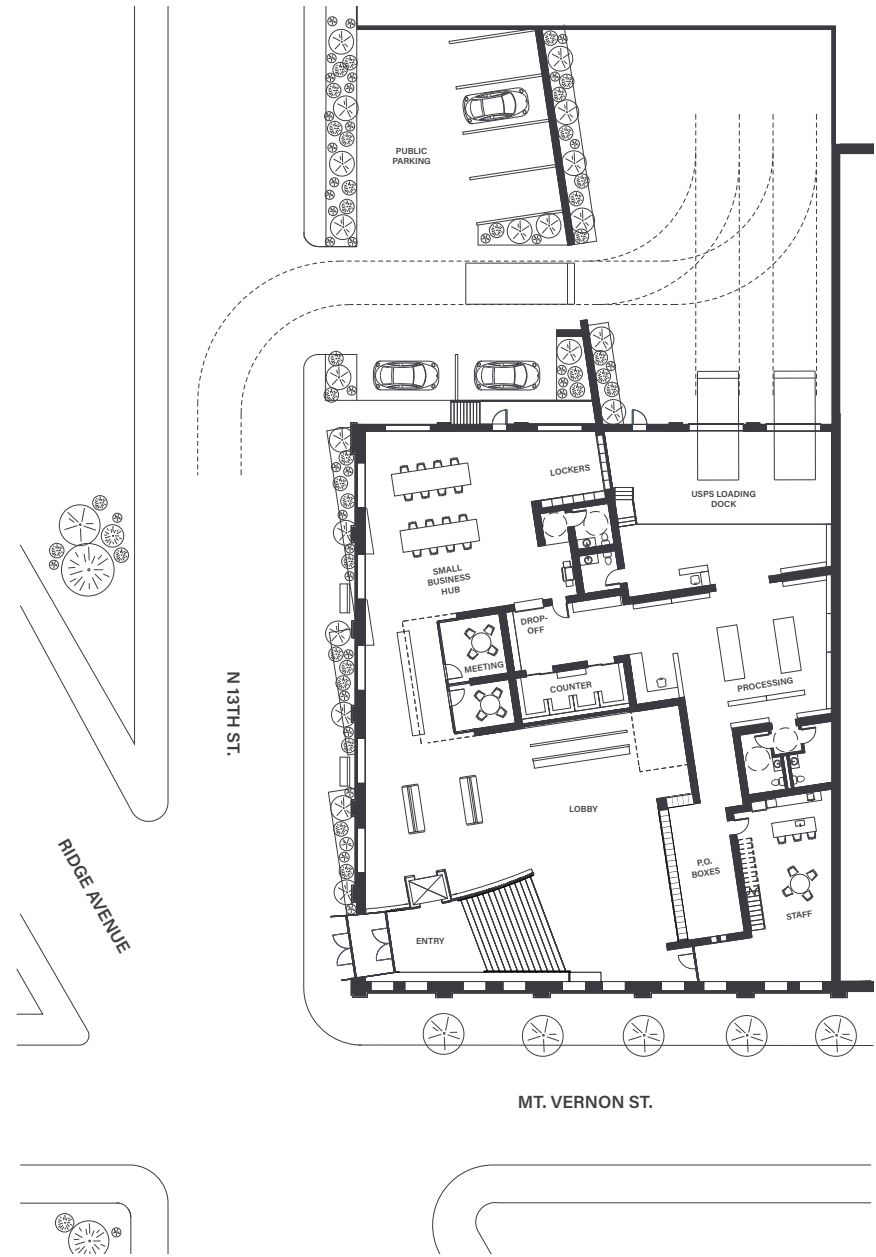 PUBLIC
PARKING
LOCKERS
USPS LOADING
DOCK
SMALL
BUSINESS
HUB
DROP-
OFF
MEETING
COUNTER
PROCESSING
N 13TH ST.
LOBBY
RIDGE AVENUE
P.O.
BOXES
STAFF
ENTRY
MT. VERNON ST.